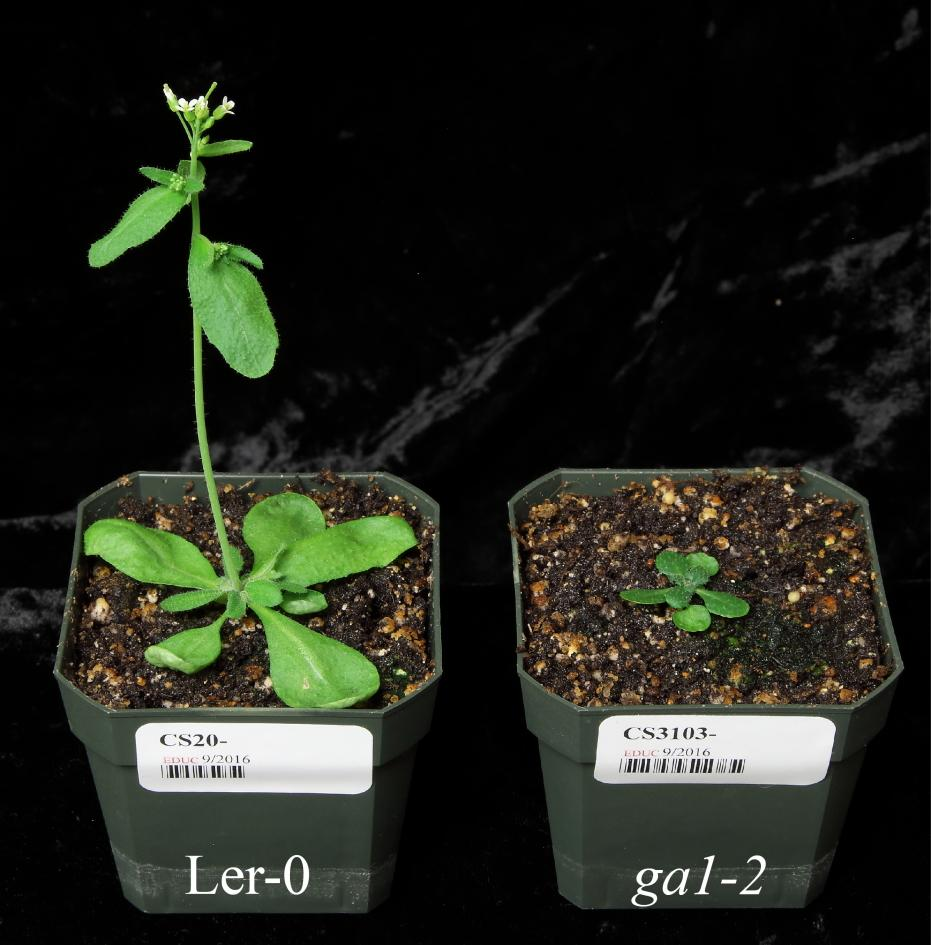 CS20-
EDUC 9/2016
Ler-0
CS3103-
EDUC 9/2016
ga1-2